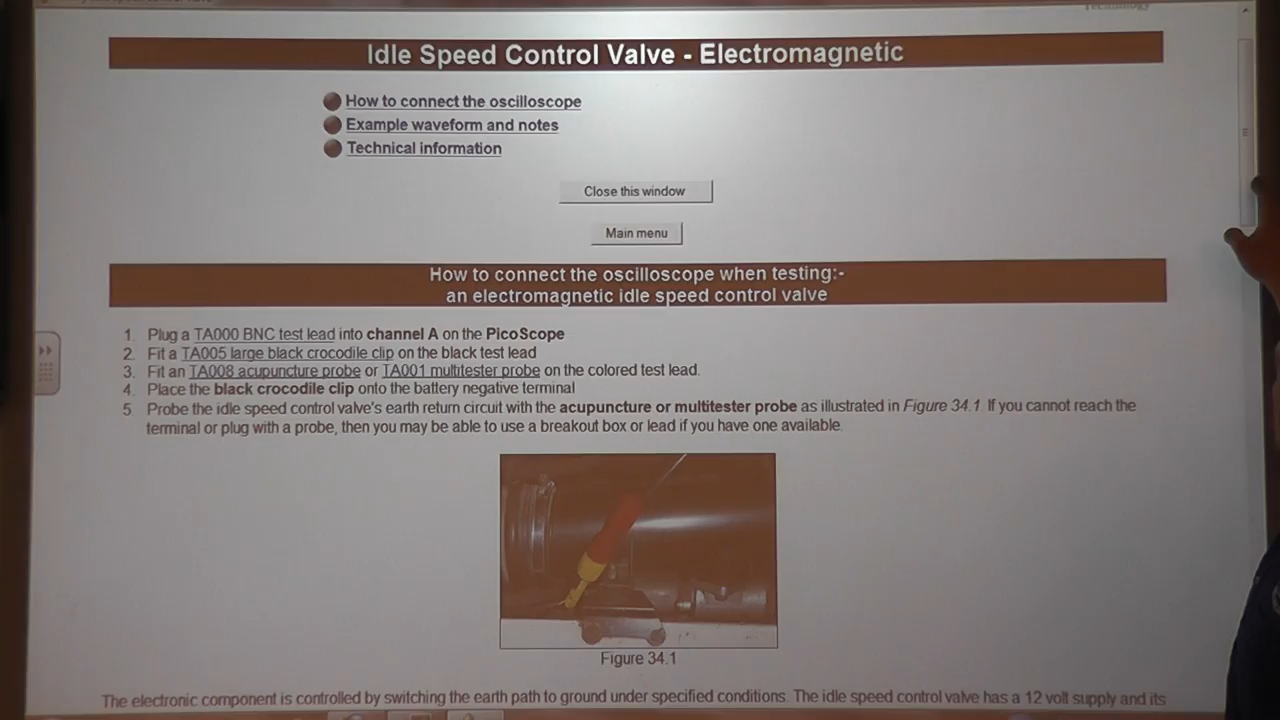 Idle Speed Control Valve - Electromagnetic
How to connect the oscilloscope
Example waveform and notes
Technical information
Close this window
Main menu
How to connect the oscilloscope when testing:-
an electromagnetic idle speed control valve
1. Plug a TA000 BNC test lead into channel A on the PicoScope
2. Fit a TA005 large black crocodile clip on the black test lead
3. Fit an TA008 acupuncture probe or TA001 multitester probe on the colored test lead.
4. Place the black crocodile clip onto the battery negative terminal
5 Probe the idle speed control valve's earth return circuit with the acupuncture or multitester probe as illustrated in Figure 34.1. If you cannot reach the
terminal or plug with a probe, then you may be able to use a breakout box or lead if you have one available.
Figure 34.1
The electronic component is controlled by switching the earth path to ground under specified conditions. The idle speed control valve has a 12 volt supply and its